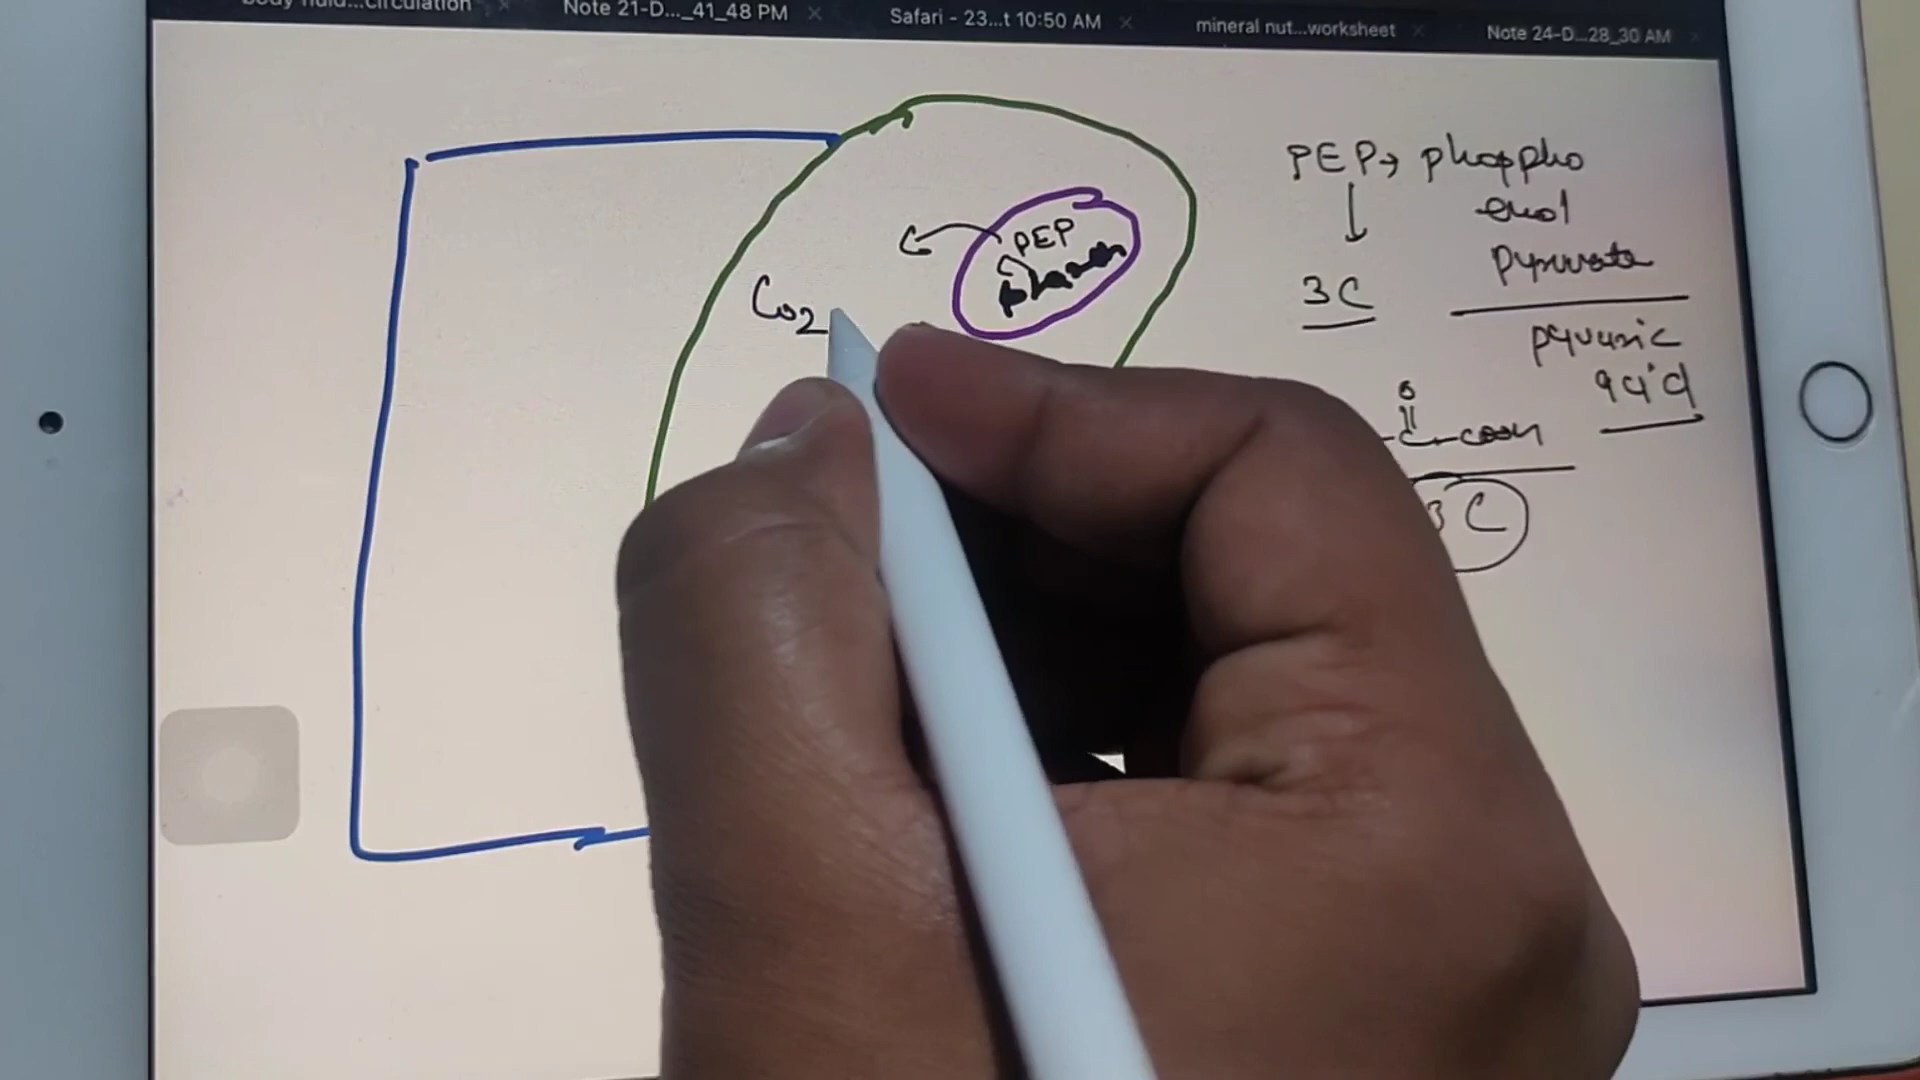 Note 21-D..._41_48 PM
Safari - 23...t 10:50 AM
mineral nut...worksheet
Note 24-D...28_30 AM
PEP
Co2
PEP → phospho
enol
pyruvate
3C
pyruvic
acid
O
C-COOH
3 C